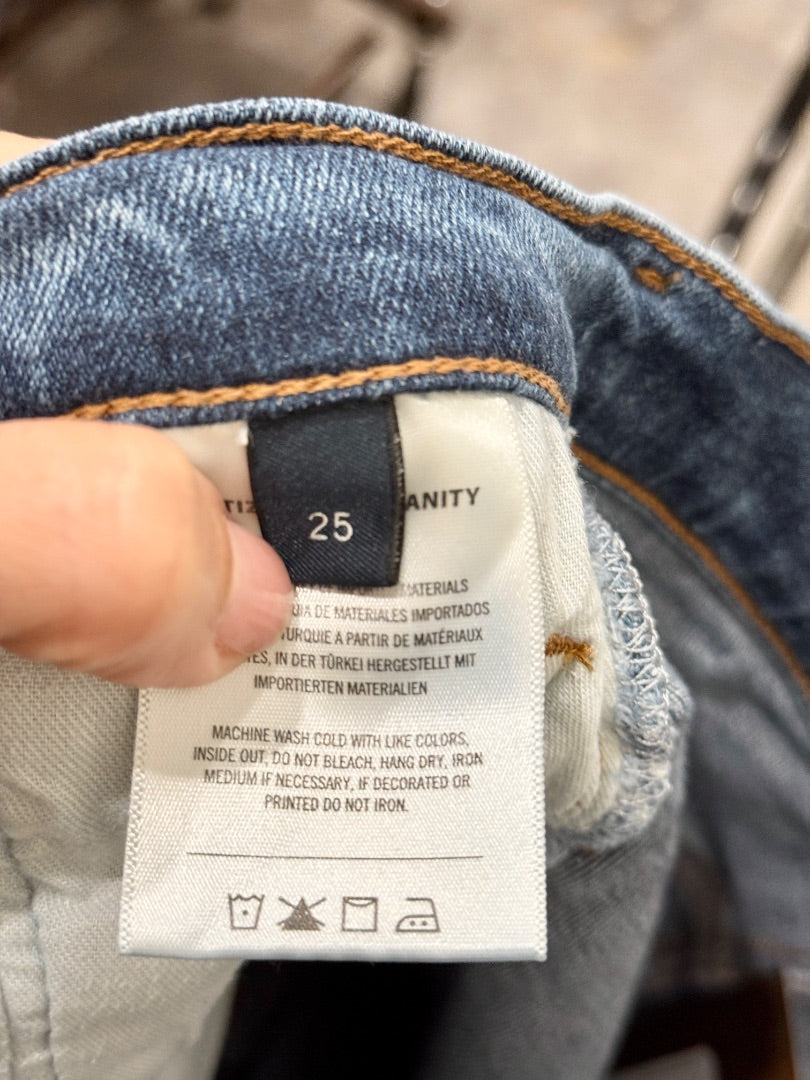 ANITY
25
MATERIALS
DE MATERIALES IMPORTADOS
TURQUIE A PARTIR DE MATÉRIAUX
IN DER TÜRKEI HERGESTELLT MIT
IMPORTIERTEN MATERIALIEN
MACHINE WASH COLD WITH LIKE COLORS,
INSIDE OUT, DO NOT BLEACH, HANG DRY, IRON
MEDIUM IF NECESSARY, IF DECORATED OR
PRINTED DO NOT IRON.